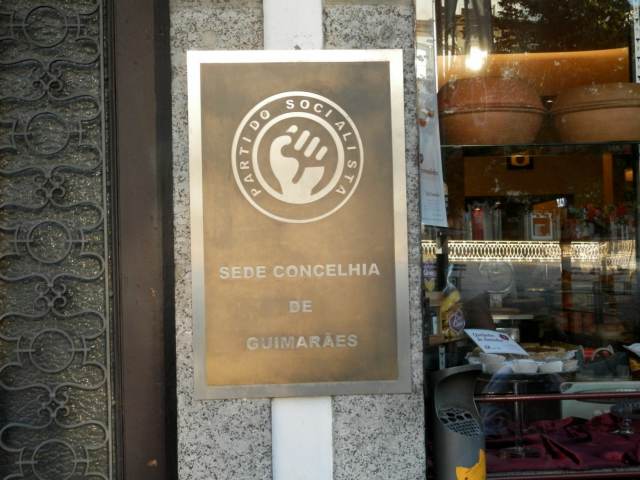 PARTIDO SOCIALISTA
SEDE CONCELHIA
DE
GUIMARÃES